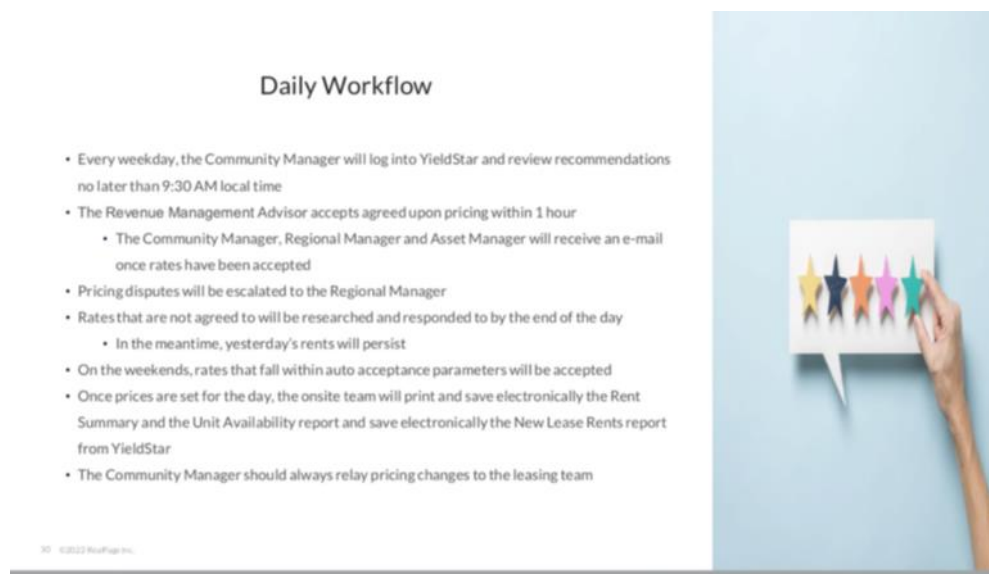 Daily Workflow
• Every weekday, the Community Manager will log into YieldStar and review recommendations
no later than 9:30 AM local time
• The Revenue Management Advisor accepts agreed upon pricing within 1 hour
• The Community Manager, Regional Manager and Asset Manager will receive an e-mail
once rates have been accepted
• Pricing disputes will be escalated to the Regional Manager
• Rates that are not agreed to will be researched and responded to by the end of the day
• In the meantime, yesterday's rents will persist
• On the weekends, rates that fall within auto acceptance parameters will be accepted
• Once prices are set for the day, the onsite team will print and save electronically the Rent
Summary and the Unit Availability report and save electronically the New Lease Rents report
from YieldStar
• The Community Manager should always relay pricing changes to the leasing team
©2022 RealPage Inc.